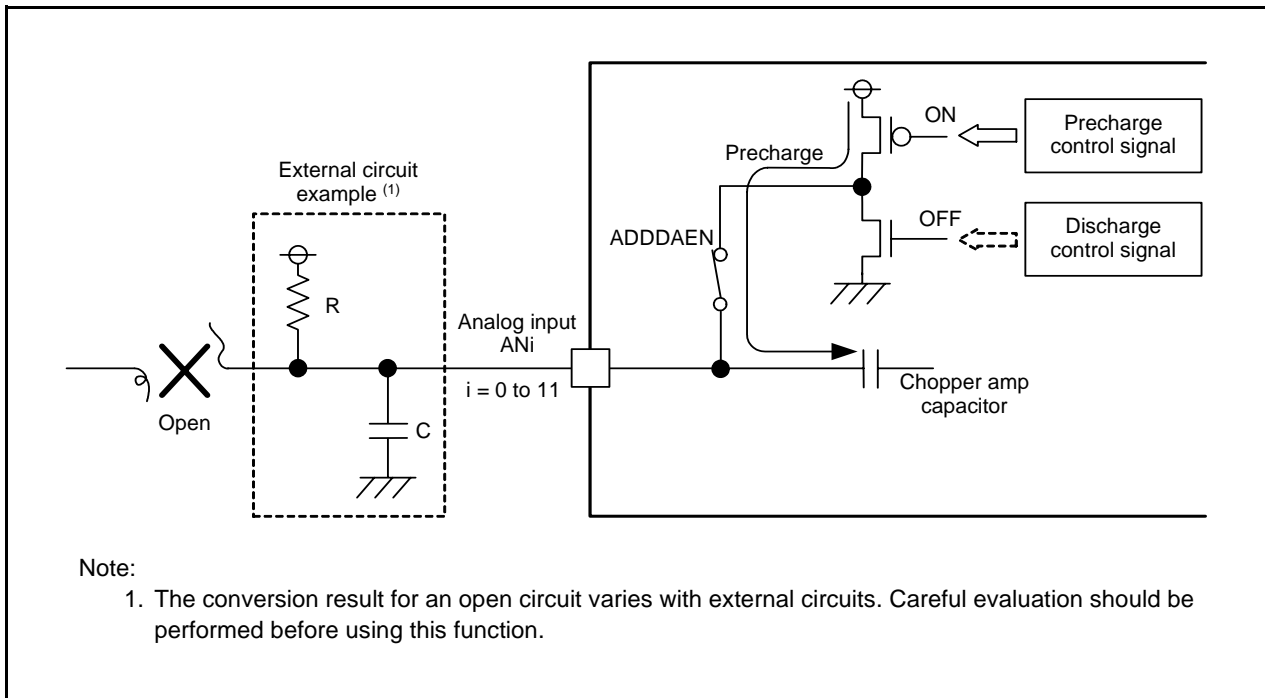 ON
Precharge
control signal
Precharge
External circuit
example (1)
OFF
Discharge
control signal
ADDDAEN
R
Analog input
ANi
i = 0 to 11
Chopper amp
capacitor
Open
C
Note:
1. The conversion result for an open circuit varies with external circuits. Careful evaluation should be
performed before using this function.